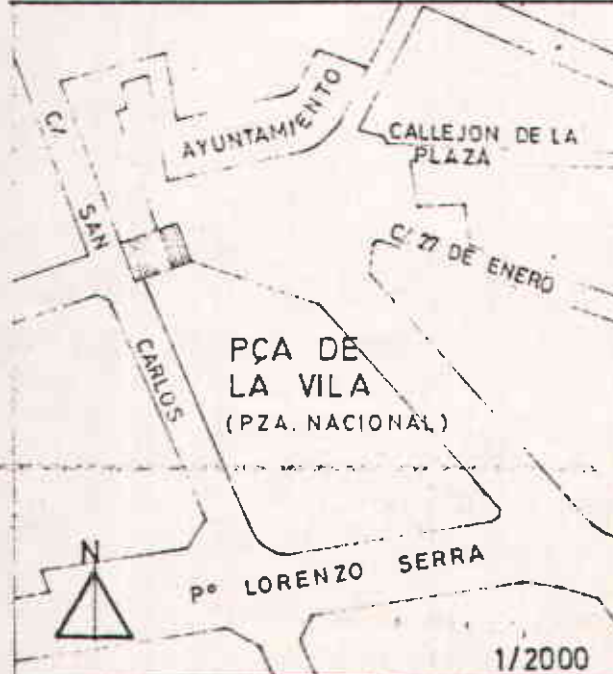 C/ SAN CARLOS
AYUNTAMIENTO
CALLEJON DE LA
PLAZA
C/ 27 DE ENERO
PÇA DE
LA VILA
(PZA. NACIONAL)
N
Pº LORENZO SERRA
1/2000